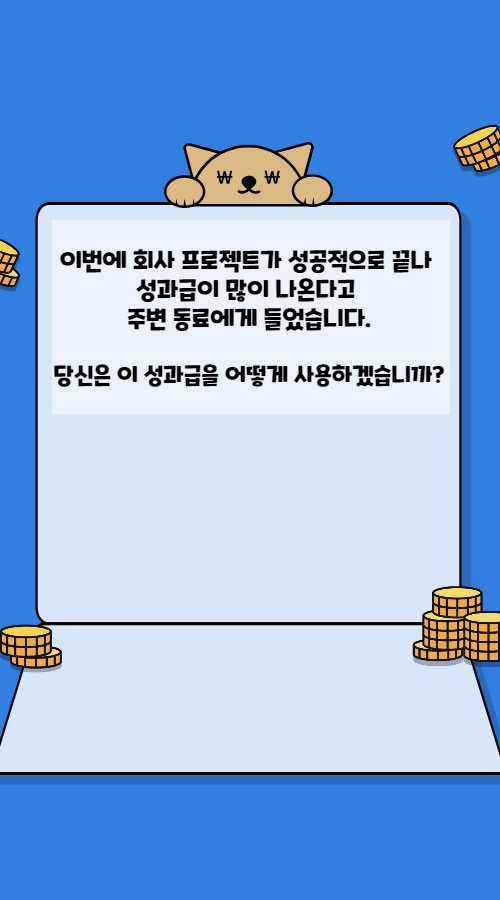 이번에 회사 프로젝트가 성공적으로 끝나
성과급이 많이 나온다고
주변 동료에게 들었습니다.
당신은 이 성과급을 어떻게 사용하겠습니까?